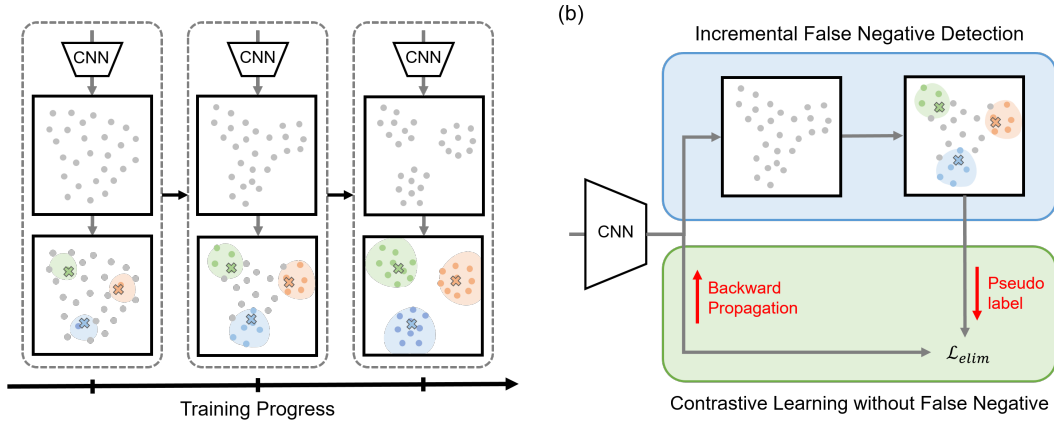 CNN
CNN
CNN
Training Progress
(b)
Incremental False Negative Detection
CNN
Backward
Propagation
Pseudo
label
ℒ_elim
Contrastive Learning without False Negative